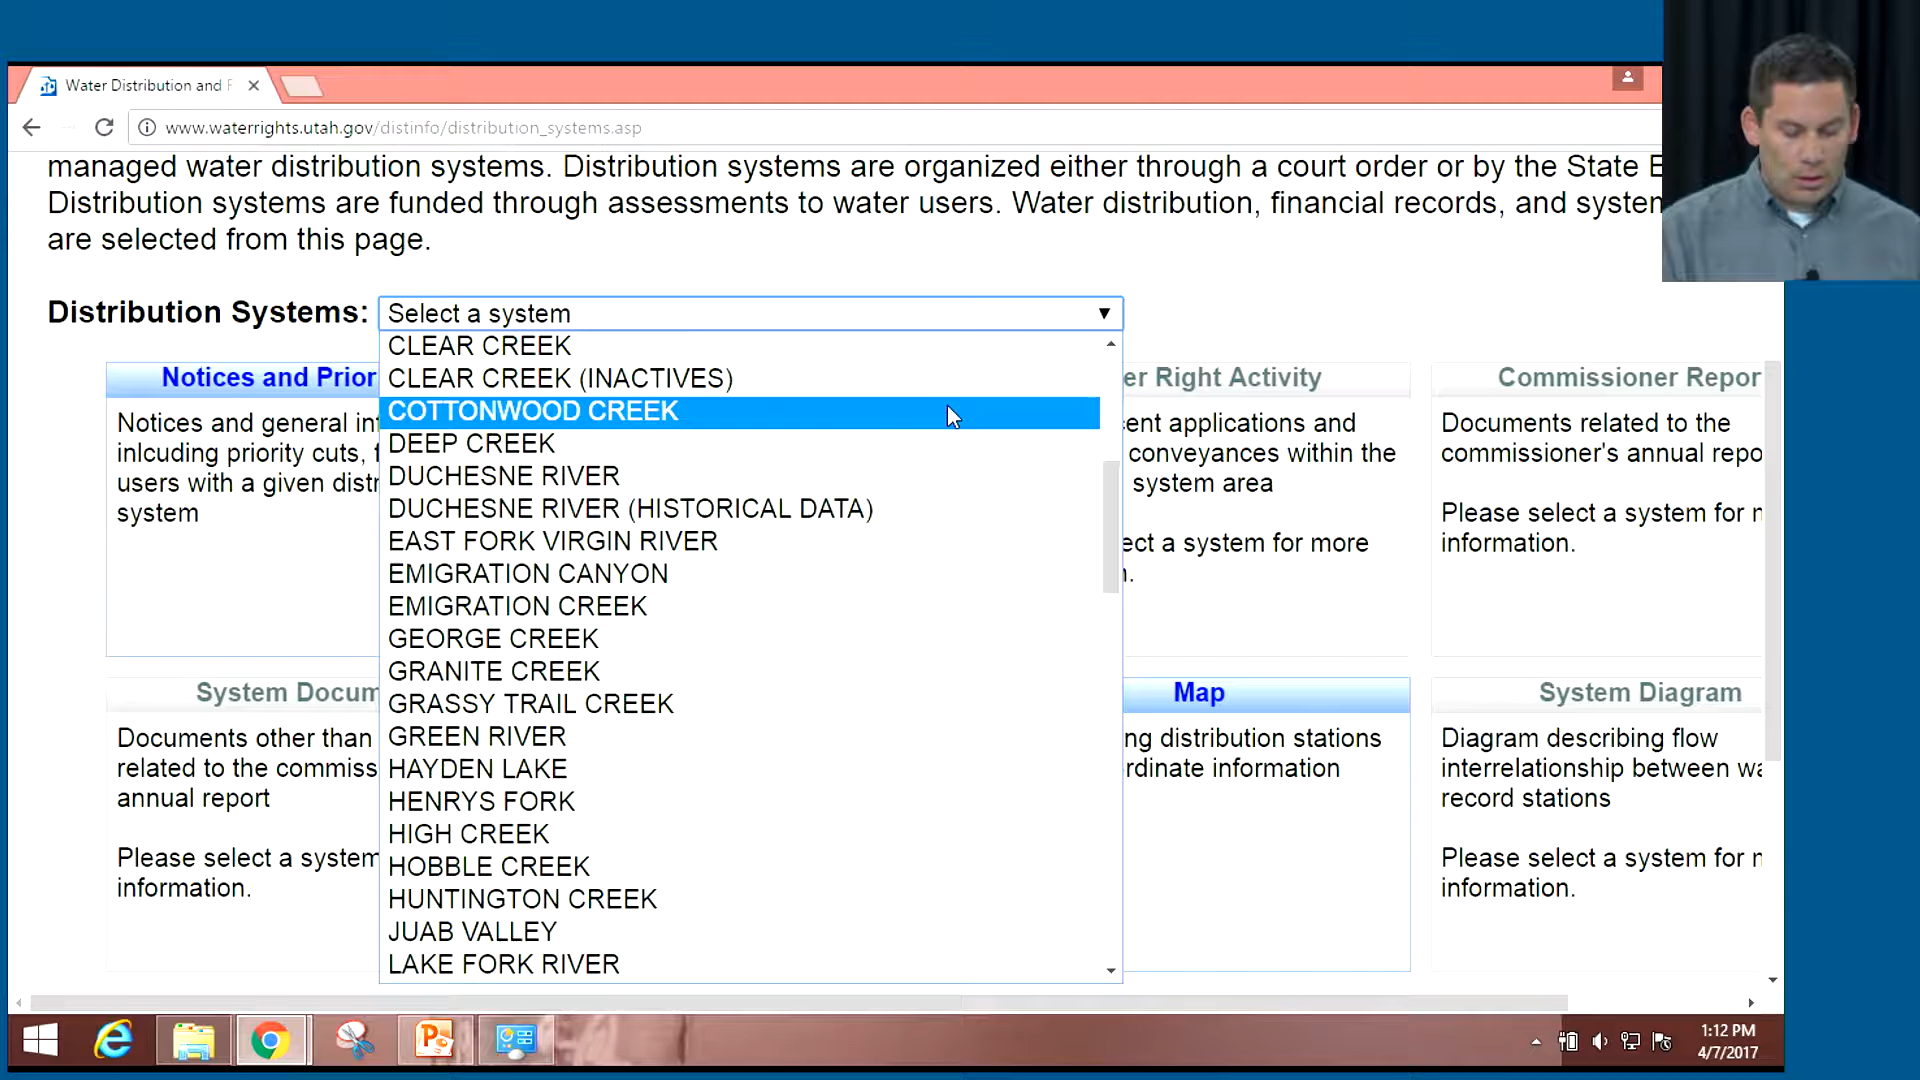 Water Distribution and
www.waterrights.utah.gov/distinfo/distribution_systems.asp
managed water distribution systems. Distribution systems are organized either through a court order or by the State
Distribution systems are funded through assessments to water users. Water distribution, financial records, and
are selected from this page.
Distribution Systems:
Select a system
CLEAR CREEK
CLEAR CREEK (INACTIVES)
COTTONWOOD CREEK
DEEP CREEK
DUCHESNE RIVER
DUCHESNE RIVER (HISTORICAL DATA)
EAST FORK VIRGIN RIVER
EMIGRATION CANYON
EMIGRATION CREEK
GEORGE CREEK
GRANITE CREEK
GRASSY TRAIL CREEK
GREEN RIVER
HAYDEN LAKE
HENRYS FORK
HIGH CREEK
HOBBLE CREEK
HUNTINGTON CREEK
JUAB VALLEY
LAKE FORK RIVER
Notices and Prior
Notices and general
inlcuding priority cuts,
users with a given
system
er Right Activity
applications and
conveyances within the
system area
ect a system for more
Commissioner Repor
Documents related to the
commissioner's annual repo
Please select a system for
information.
System Docum
Documents other than
related to the commiss
annual report
Please select a system
information.
Map
ng distribution stations
rdinate information
System Diagram
Diagram describing flow
interrelationship between
record stations
Please select a system for
information.
1:12 PM
4/7/2017